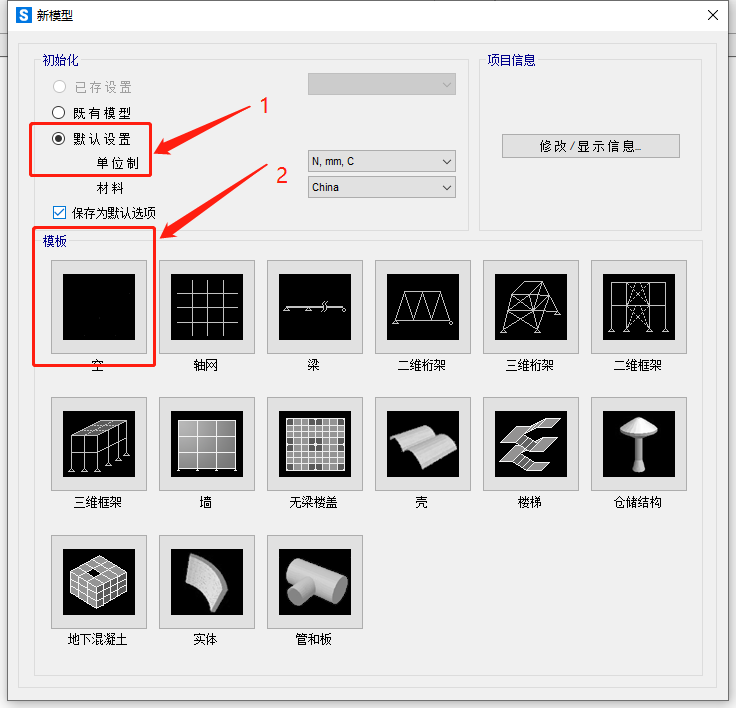 S 新模型
初始化
已存设置
既有模型
默认设置
单位制
N, mm, C
材料
China
保存为默认选项
项目信息
修改/显示信息...
1
2
模板
空
轴网
梁
二维桁架
三维桁架
二维框架
三维框架
墙
无梁楼盖
壳
楼梯
仓储结构
地下混凝土
实体
管和板